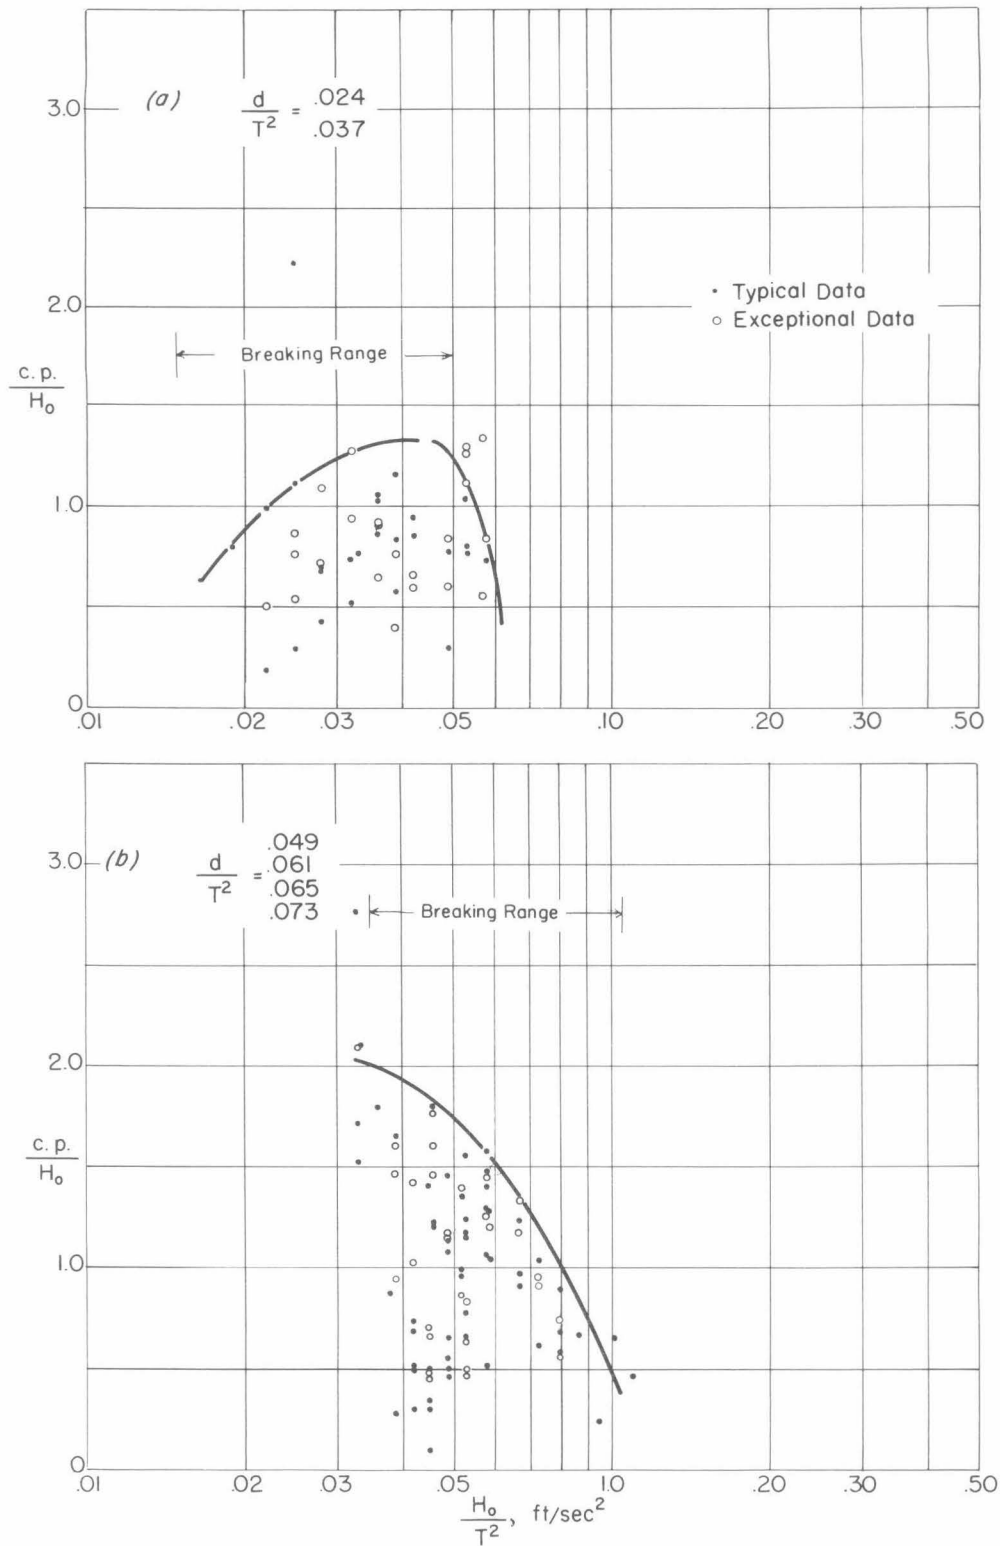 3.0
(a)
d/T² = .024
.037
2.0
• Typical Data
○ Exceptional Data
Breaking Range
c.p./H₀
1.0
0
.01 .02 .03 .05 .10 .20 .30 .50
3.0
(b)
d/T² = .049
.061
.065
.073
Breaking Range
2.0
c.p./H₀
1.0
0
.01 .02 .03 .05 1.0 .20 .30 .50
H₀/T², ft/sec²